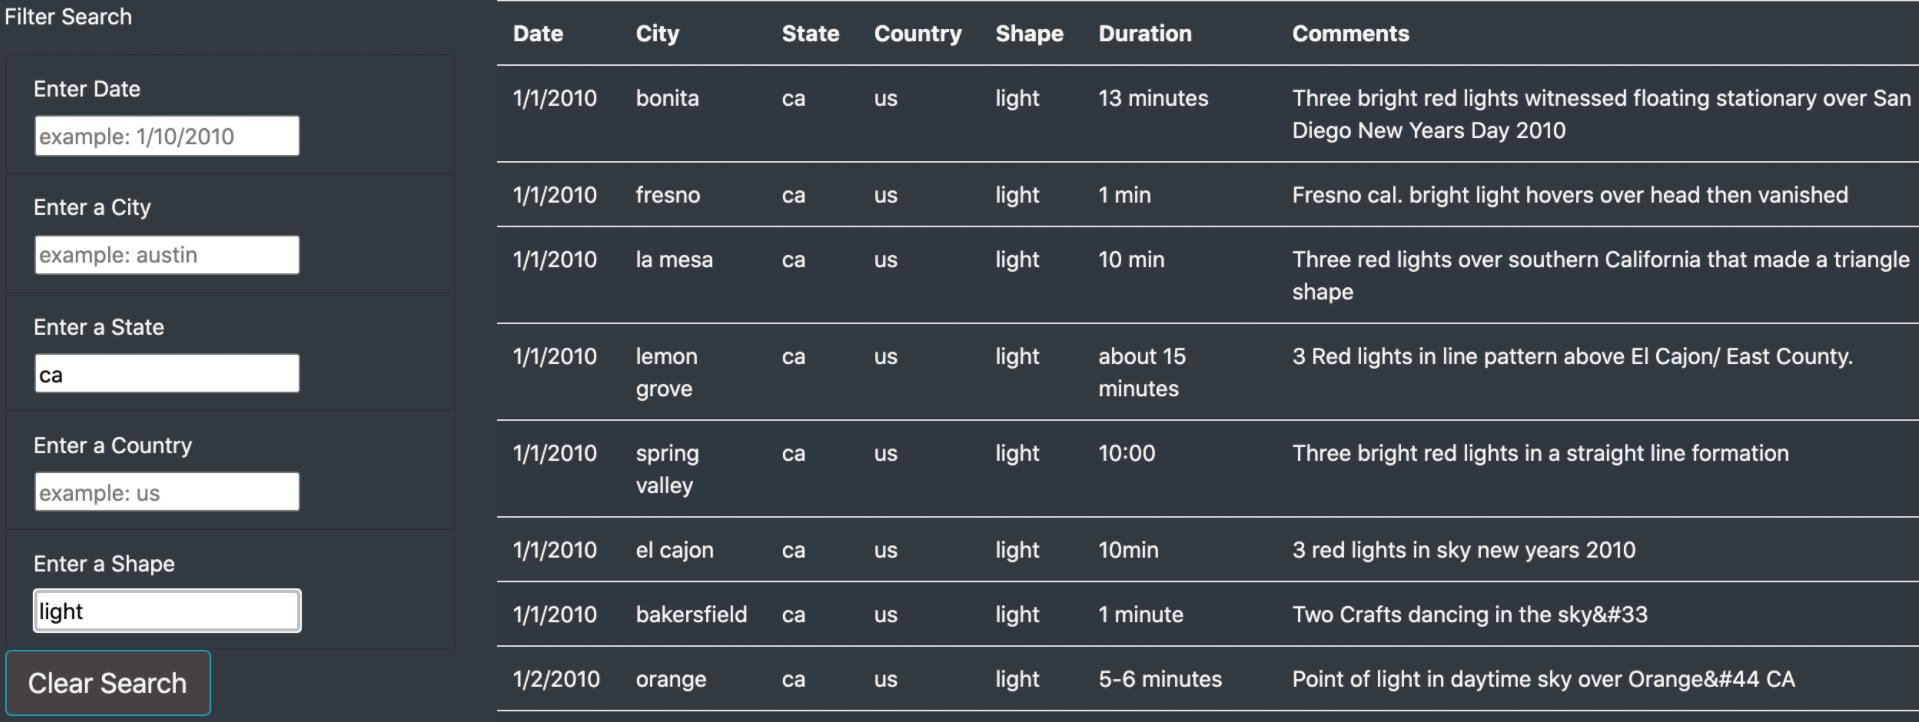 Filter Search
Enter Date
example: 1/10/2010
Enter a City
example: austin
Enter a State
ca
Enter a Country
example: us
Enter a Shape
light
Clear Search
Date City State Country Shape Duration Comments
1/1/2010 bonita ca us light 13 minutes Three bright red lights witnessed floating stationary over San
Diego New Years Day 2010
1/1/2010 fresno ca us light 1 min Fresno cal. bright light hovers over head then vanished
1/1/2010 la mesa ca us light 10 min Three red lights over southern California that made a triangle
shape
1/1/2010 lemon ca us light about 15 3 Red lights in line pattern above El Cajon/ East County.
grove minutes
1/1/2010 spring ca us light 10:00 Three bright red lights in a straight line formation
valley
1/1/2010 el cajon ca us light 10min 3 red lights in sky new years 2010
1/1/2010 bakersfield ca us light 1 minute Two Crafts dancing in the sky&#33
1/2/2010 orange ca us light 5-6 minutes Point of light in daytime sky over Orange&#44 CA